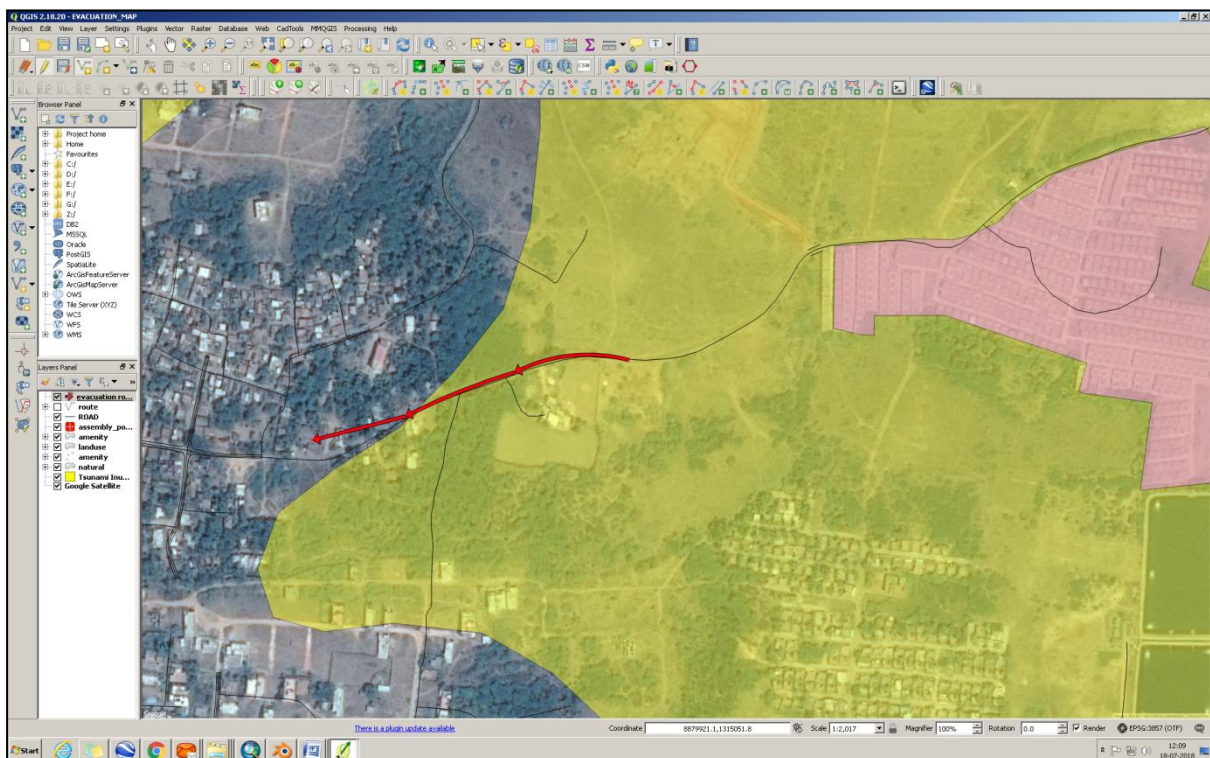 QGIS 2.18.20 - EVACUATION_MAP
Project Edit View Layer Settings Plugins Vector Raster Database Web CadTools MMQGIS Processing Help
CSW
Browser Panel
Project home
Home
Favourites
C:/
D:/
E:/
F:/
G:/
Z:/
DB2
MSSQL
Oracle
PostGIS
SpatiaLite
ArcGisFeatureServer
ArcGisMapServer
OWS
Tile Server (XYZ)
WCS
WFS
WMS
Layers Panel
evacuation ro...
route
ROAD
assembly_po...
amenity
landuse
amenity
natural
Tsunami Inu...
Google Satellite
Google
There is a plugin update available
Coordinate 8879921.1,1315051.8 Scale 1:2,017 Magnifier 100% Rotation 0.0 Render EPSG:3857 (OTF)
Start
12:09
18-07-2018